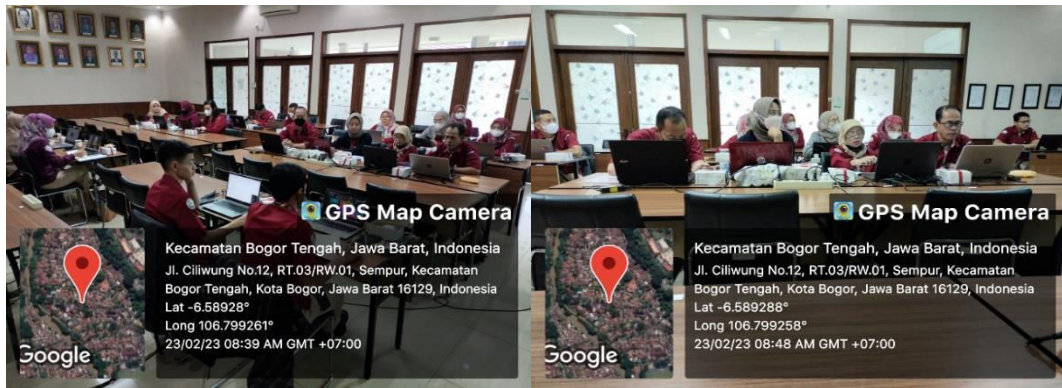 GPS Map Camera
Kecamatan Bogor Tengah, Jawa Barat, Indonesia
Jl. Ciliwung No.12, RT.03/RW.01, Sempur, Kecamatan
Bogor Tengah, Kota Bogor, Jawa Barat 16129, Indonesia
Lat -6.58928°
Long 106.799261°
23/02/23 08:39 AM GMT +07:00
Google
GPS Map Camera
Kecamatan Bogor Tengah, Jawa Barat, Indonesia
Jl. Ciliwung No.12, RT.03/RW.01, Sempur, Kecamatan
Bogor Tengah, Kota Bogor, Jawa Barat 16129, Indonesia
Lat -6.589288°
Long 106.799258°
23/02/23 08:48 AM GMT +07:00
Google